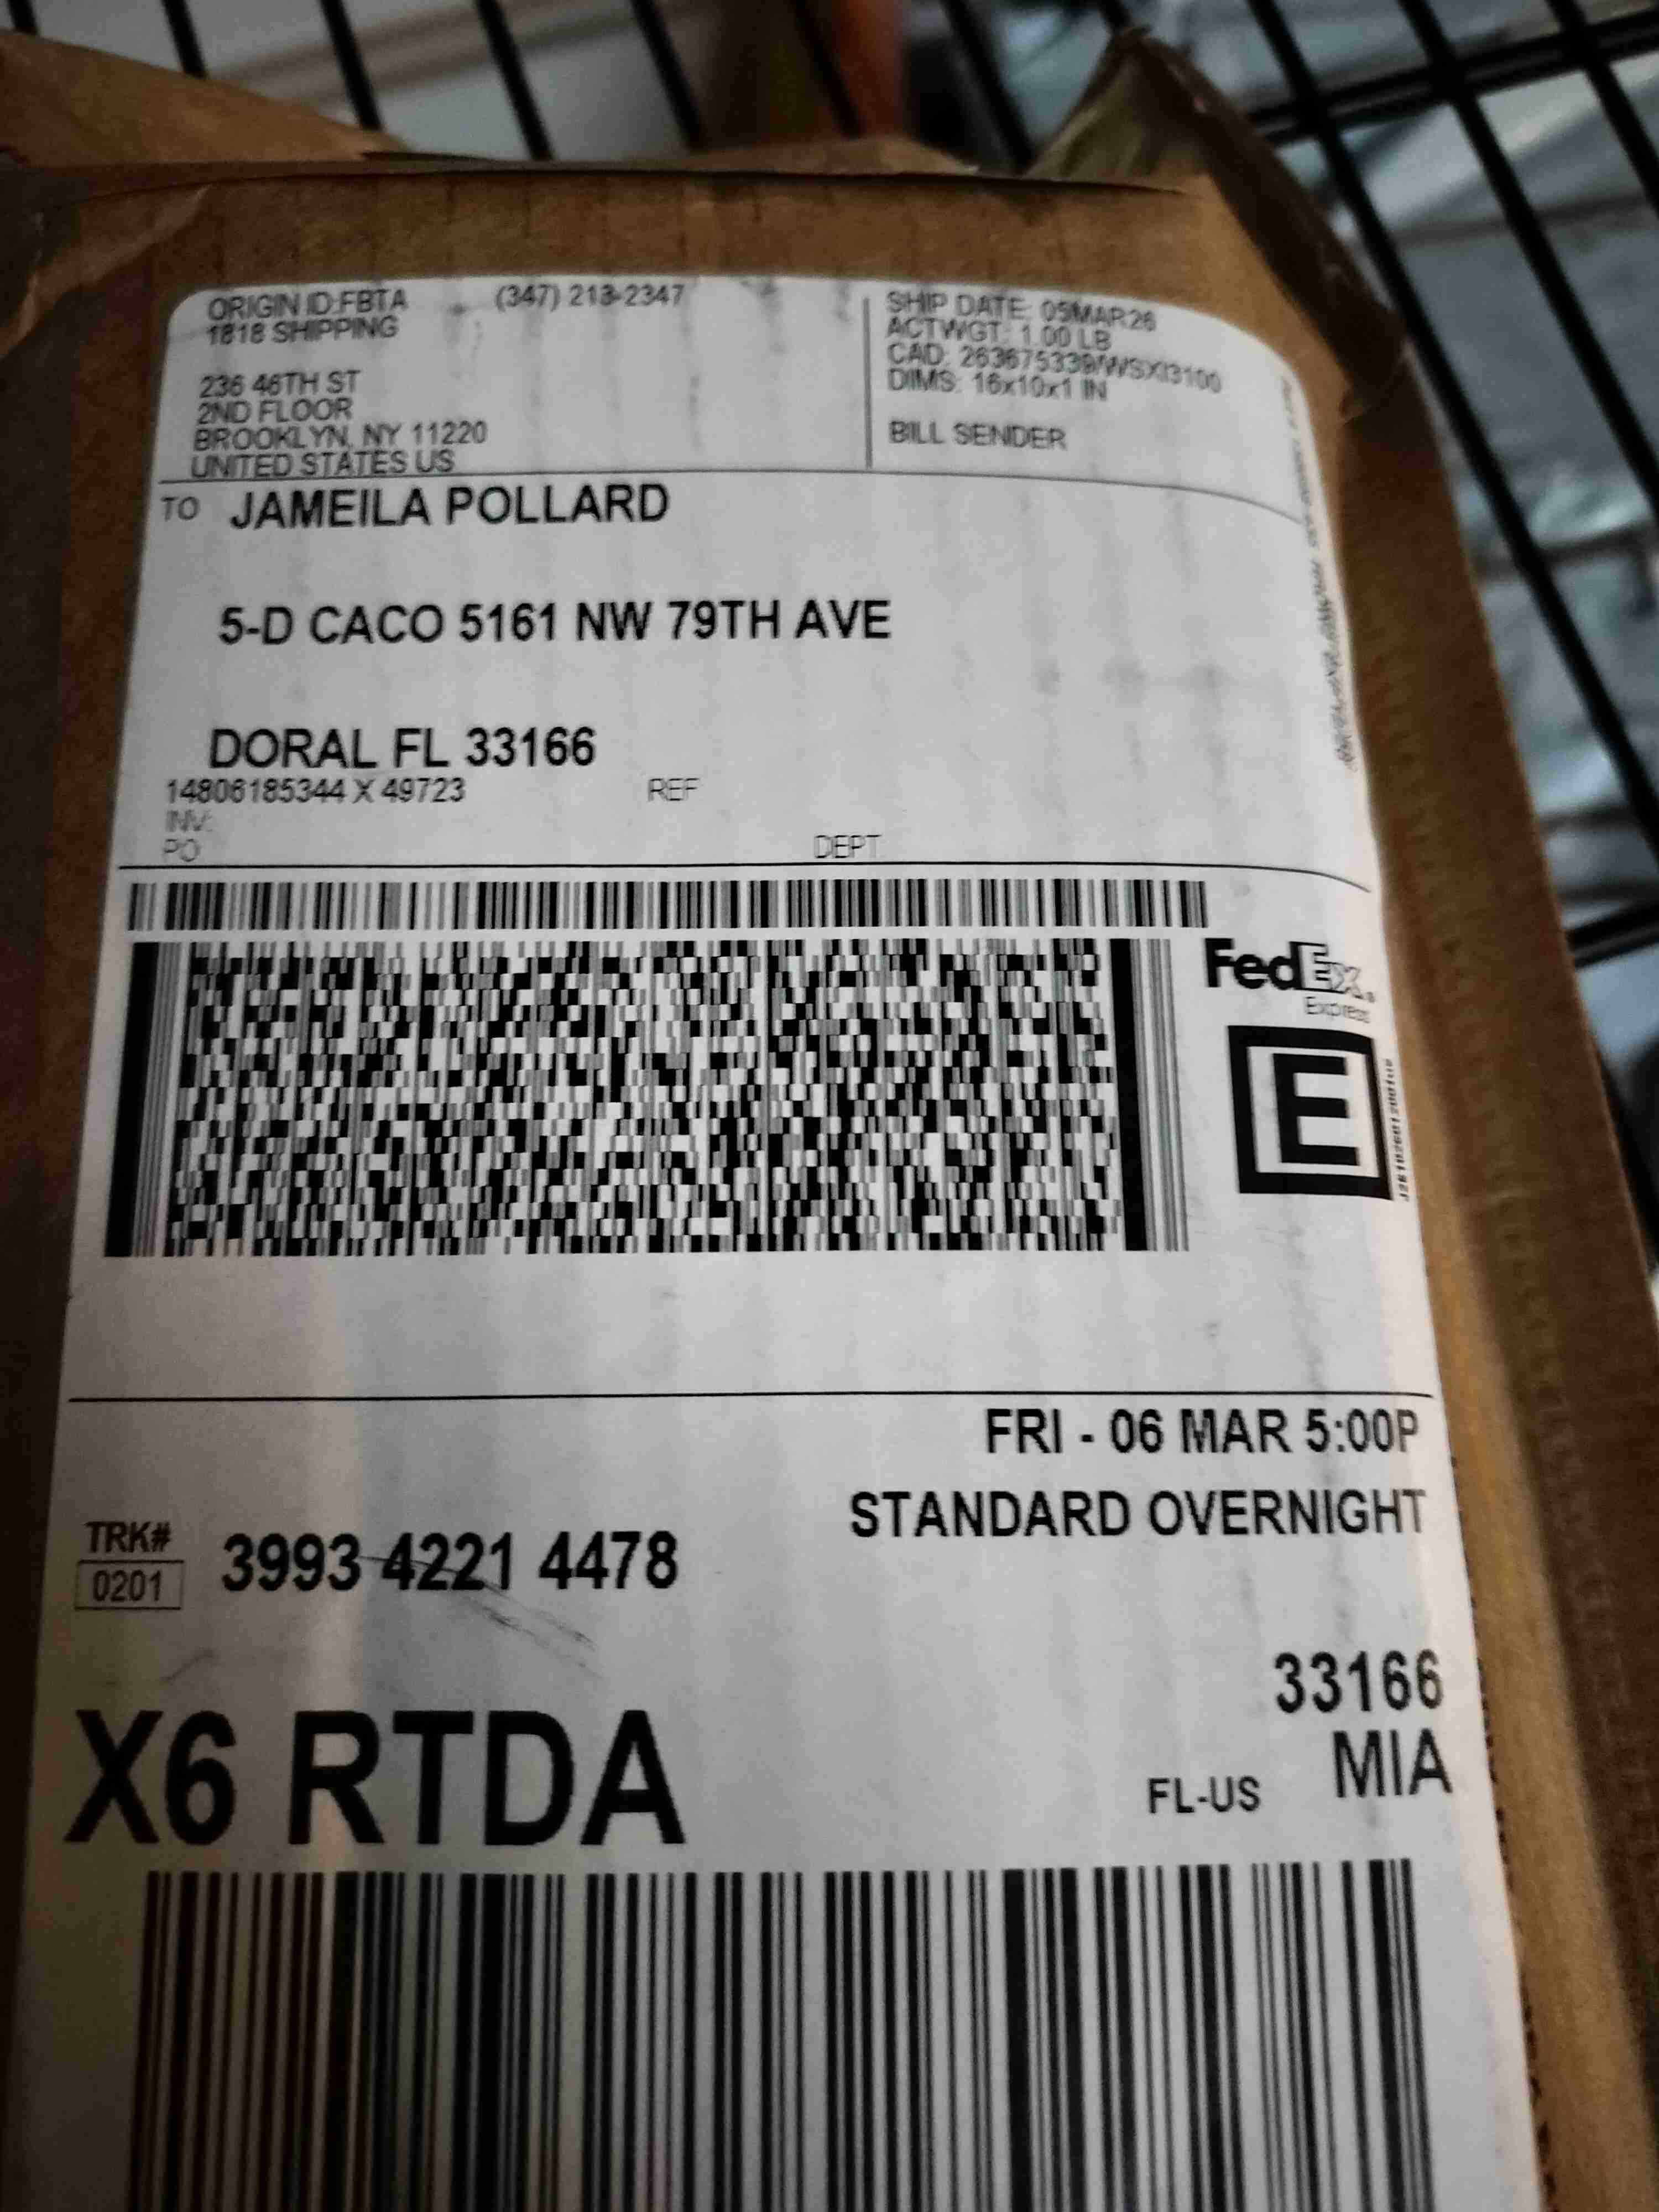 ORIGIN ID:FBTA (347) 213-2347
1818 SHIPPING
236 46TH ST
2ND FLOOR
BROOKLYN, NY 11220
UNITED STATES US
SHIP DATE: 05MAR26
ACTWGT: 1.00 LB
CAD: 263675339/WSXI3100
DIMS: 16x10x1 IN
BILL SENDER
TO JAMEILA POLLARD
5-D CACO 5161 NW 79TH AVE
DORAL FL 33166
14806185344 X 49723 REF
INV:
PO DEPT
FedEx
Express
E
FRI - 06 MAR 5:00P
STANDARD OVERNIGHT
TRK# 3993 4221 4478
0201
33166
X6 RTDA
FL-US MIA